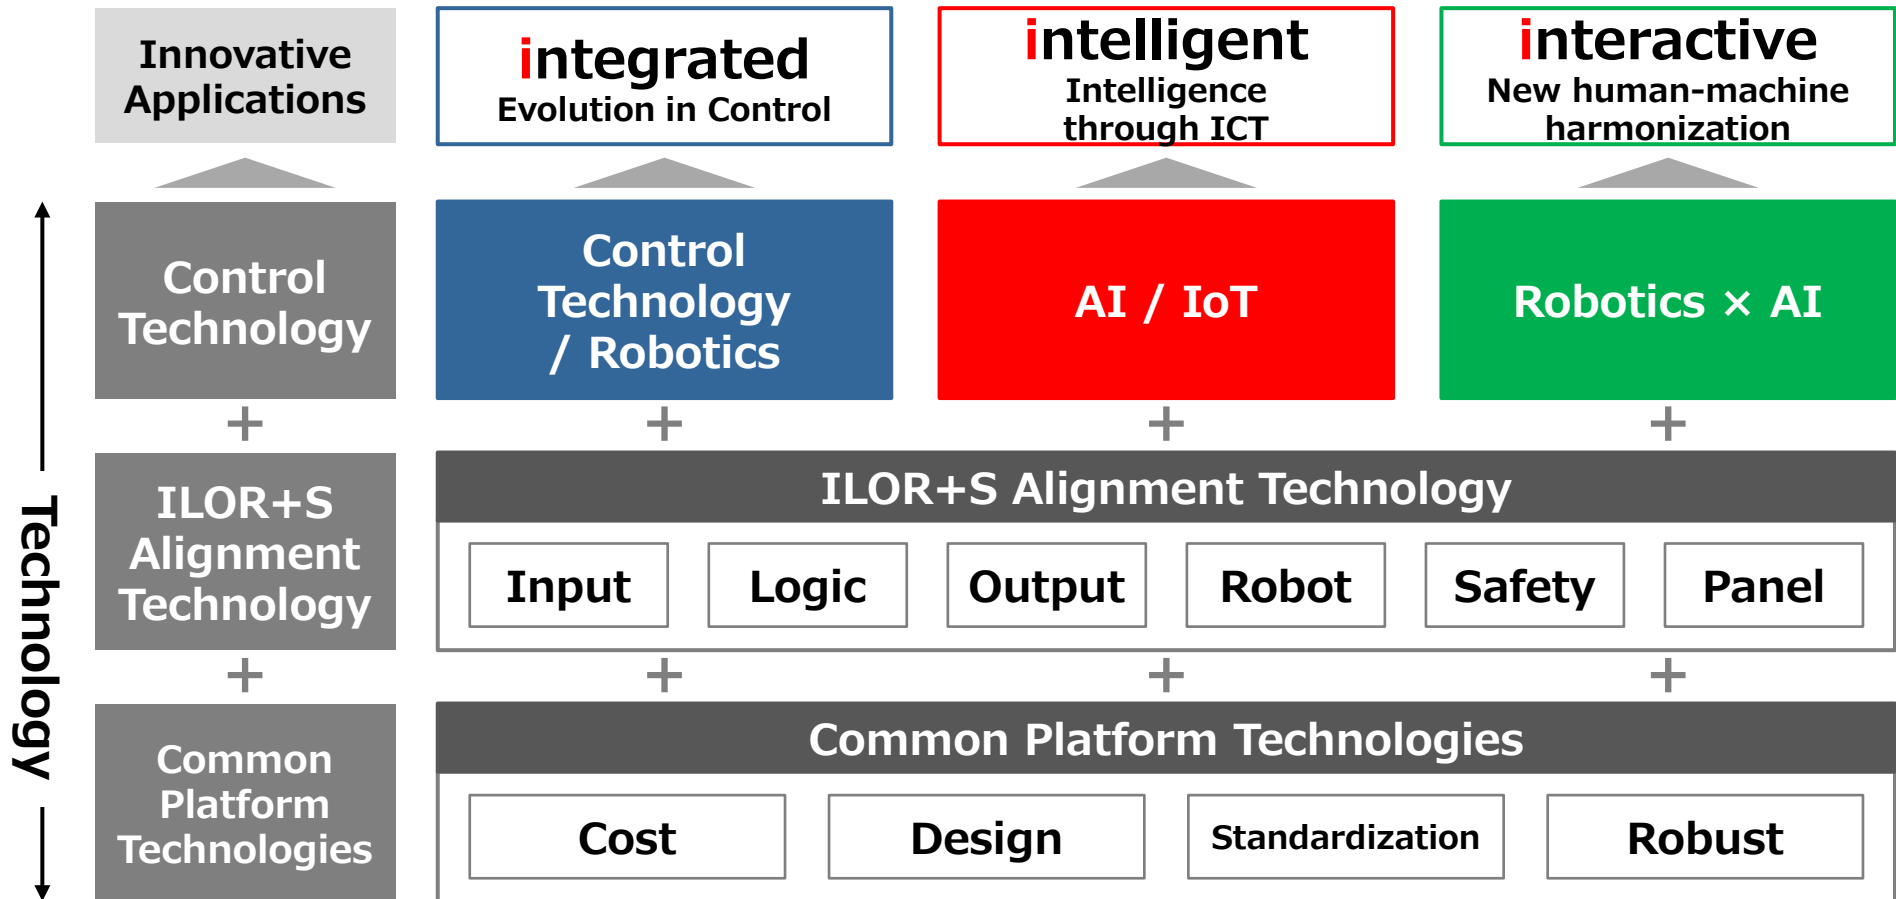 Innovative
Applications
integrated
Evolution in Control
intelligent
Intelligence
through ICT
interactive
New human-machine
harmonization
Technology
Control
Technology
Control
Technology
/ Robotics
AI / IoT
Robotics × AI
+
+
+
+
ILOR+S
Alignment
Technology
ILOR+S Alignment Technology
Input
Logic
Output
Robot
Safety
Panel
+
+
+
+
Common
Platform
Technologies
Common Platform Technologies
Cost
Design
Standardization
Robust